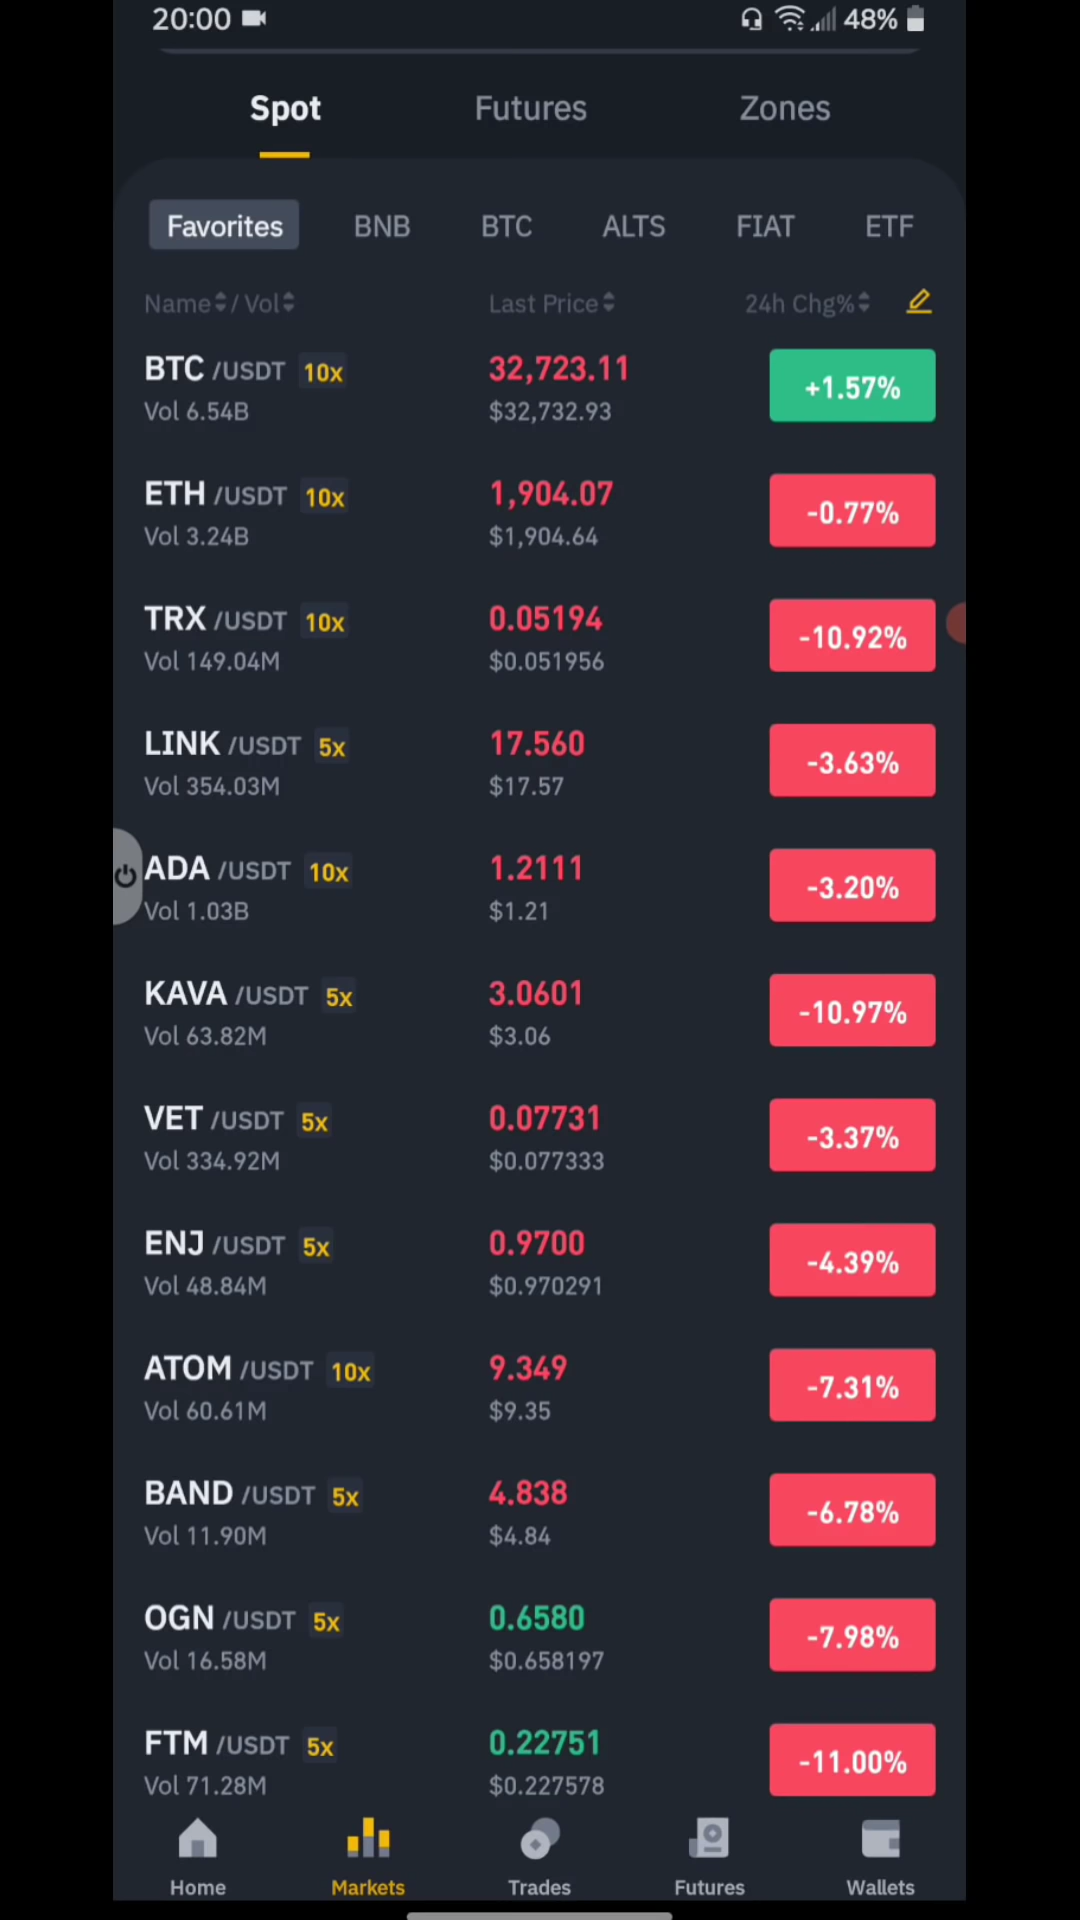 20:00 48%
Spot Futures Zones
Favorites BNB BTC ALTS FIAT ETF
Name / Vol Last Price 24h Chg%
BTC /USDT 10x 32,723.11 +1.57%
Vol 6.54B $32,732.93
ETH /USDT 10x 1,904.07 -0.77%
Vol 3.24B $1,904.64
TRX /USDT 10x 0.05194 -10.92%
Vol 149.04M $0.051956
LINK /USDT 5x 17.560 -3.63%
Vol 354.03M $17.57
ADA /USDT 10x 1.2111 -3.20%
Vol 1.03B $1.21
KAVA /USDT 5x 3.0601 -10.97%
Vol 63.82M $3.06
VET /USDT 5x 0.07731 -3.37%
Vol 334.92M $0.077333
ENJ /USDT 5x 0.9700 -4.39%
Vol 48.84M $0.970291
ATOM /USDT 10x 9.349 -7.31%
Vol 60.61M $9.35
BAND /USDT 5x 4.838 -6.78%
Vol 11.90M $4.84
OGN /USDT 5x 0.6580 -7.98%
Vol 16.58M $0.658197
FTM /USDT 5x 0.22751 -11.00%
Vol 71.28M $0.227578
Home Markets Trades Futures Wallets